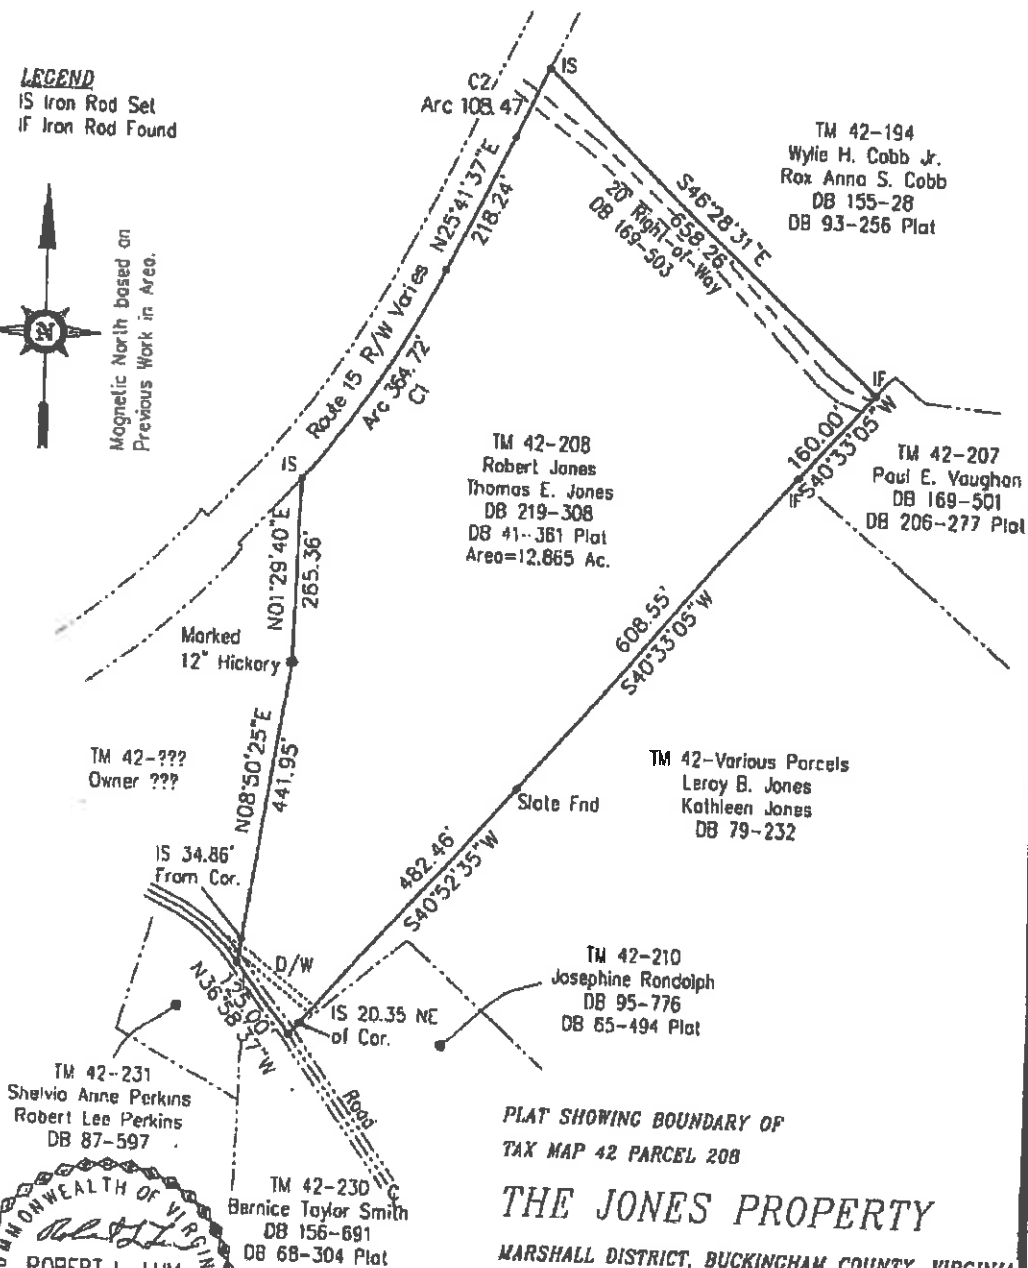 LEGEND
IS Iron Rod Set
IF Iron Rod Found
N
Magnetic North based on
Previous Work in Area.
C2
Arc 108.47
IS
N25°41'37"E
218.24'
Route 15 R/W Varies
Arc 364.72'
C1
S46°28'31"E
658.26'
20' Right-of-Way
DB 169-503
TM 42-194
Wylie H. Cobb Jr.
Rox Anna S. Cobb
DB 155-28
DB 93-256 Plat
IF
160.00'
S40°33'05"W
IF
TM 42-207
Paul E. Vaughan
DB 169-501
DB 206-277 Plat
IS
TM 42-208
Robert Jones
Thomas E. Jones
DB 219-308
DB 41-361 Plat
Area=12.865 Ac.
N01°29'40"E
265.36'
Marked
12" Hickory
608.55'
S40°33'05"W
TM 42-???
Owner ???
N08°50'25"E
441.95'
TM 42-Various Parcels
Leroy B. Jones
Kathleen Jones
DB 79-232
Slate Fnd
482.46'
S40°52'35"W
IS 34.86'
From Cor.
D/W
125.00'
N36°58'37"W
IS 20.35 NE
of Cor.
TM 42-210
Josephine Randolph
DB 95-776
DB 65-494 Plat
TM 42-231
Shelvio Anne Perkins
Robert Lee Perkins
DB 87-597
Road
TM 42-230
Bernice Taylor Smith
DB 156-691
DB 68-304 Plat
PLAT SHOWING BOUNDARY OF
TAX MAP 42 PARCEL 208
THE JONES PROPERTY
MARSHALL DISTRICT, BUCKINGHAM COUNTY, VIRGINIA
COMMONWEALTH OF VIRGIN
ROBERT L. LUM